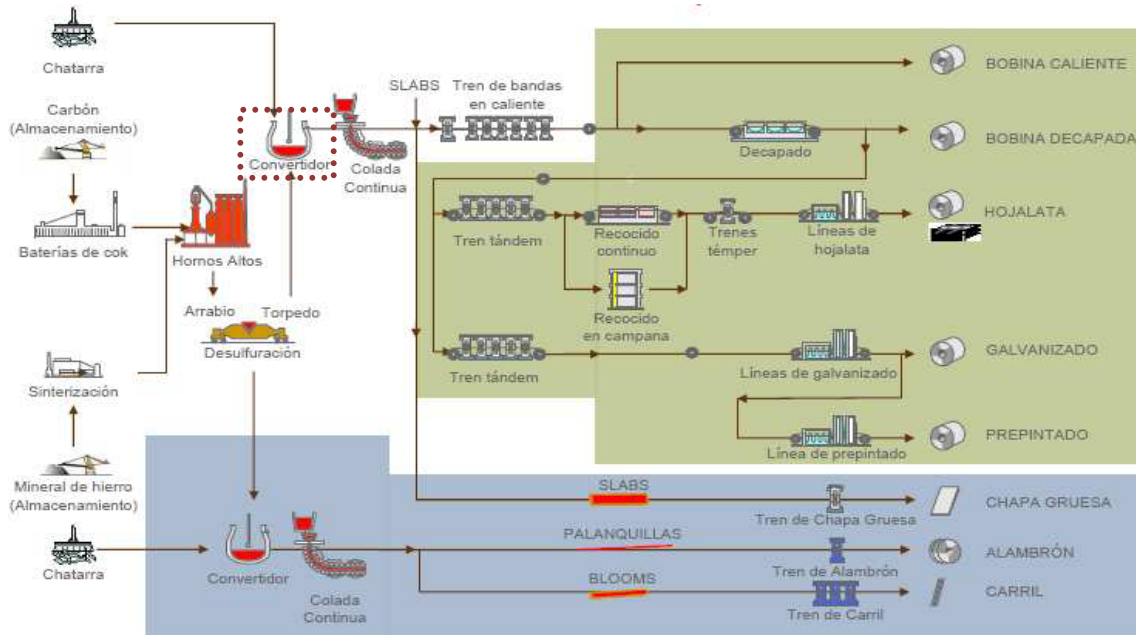 Chatarra
Carbón
(Almacenamiento)
Baterías de cok
Hornos Altos
Arrabio
Torpedo
Desulfuración
Sinterización
Mineral de hierro
(Almacenamiento)
Chatarra
Convertidor
Colada
Continua
SLABS
Tren de bandas
en caliente
Decapado
BOBINA CALIENTE
BOBINA DECAPADA
Tren tándem
Recocido
continuo
Recocido
en campana
Trenes
témper
Líneas de
hojalata
HOJALATA
Tren tándem
Líneas de galvanizado
GALVANIZADO
Línea de prepintado
PREPINTADO
SLABS
Tren de Chapa Gruesa
CHAPA GRUESA
Convertidor
Colada
Continua
PALANQUILLAS
Tren de Alambrón
ALAMBRÓN
BLOOMS
Tren de Carril
CARRIL